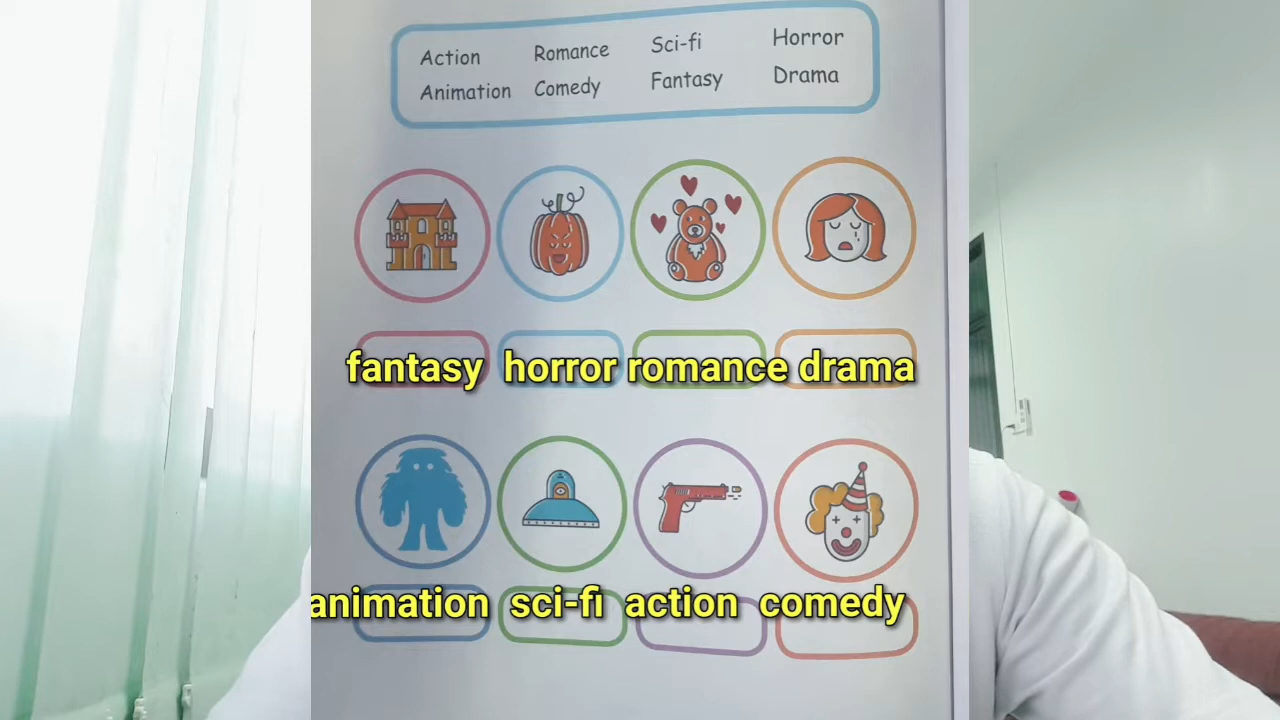 Action Romance Sci-fi Horror
Animation Comedy Fantasy Drama
fantasy horror romance drama
animation sci-fi action comedy